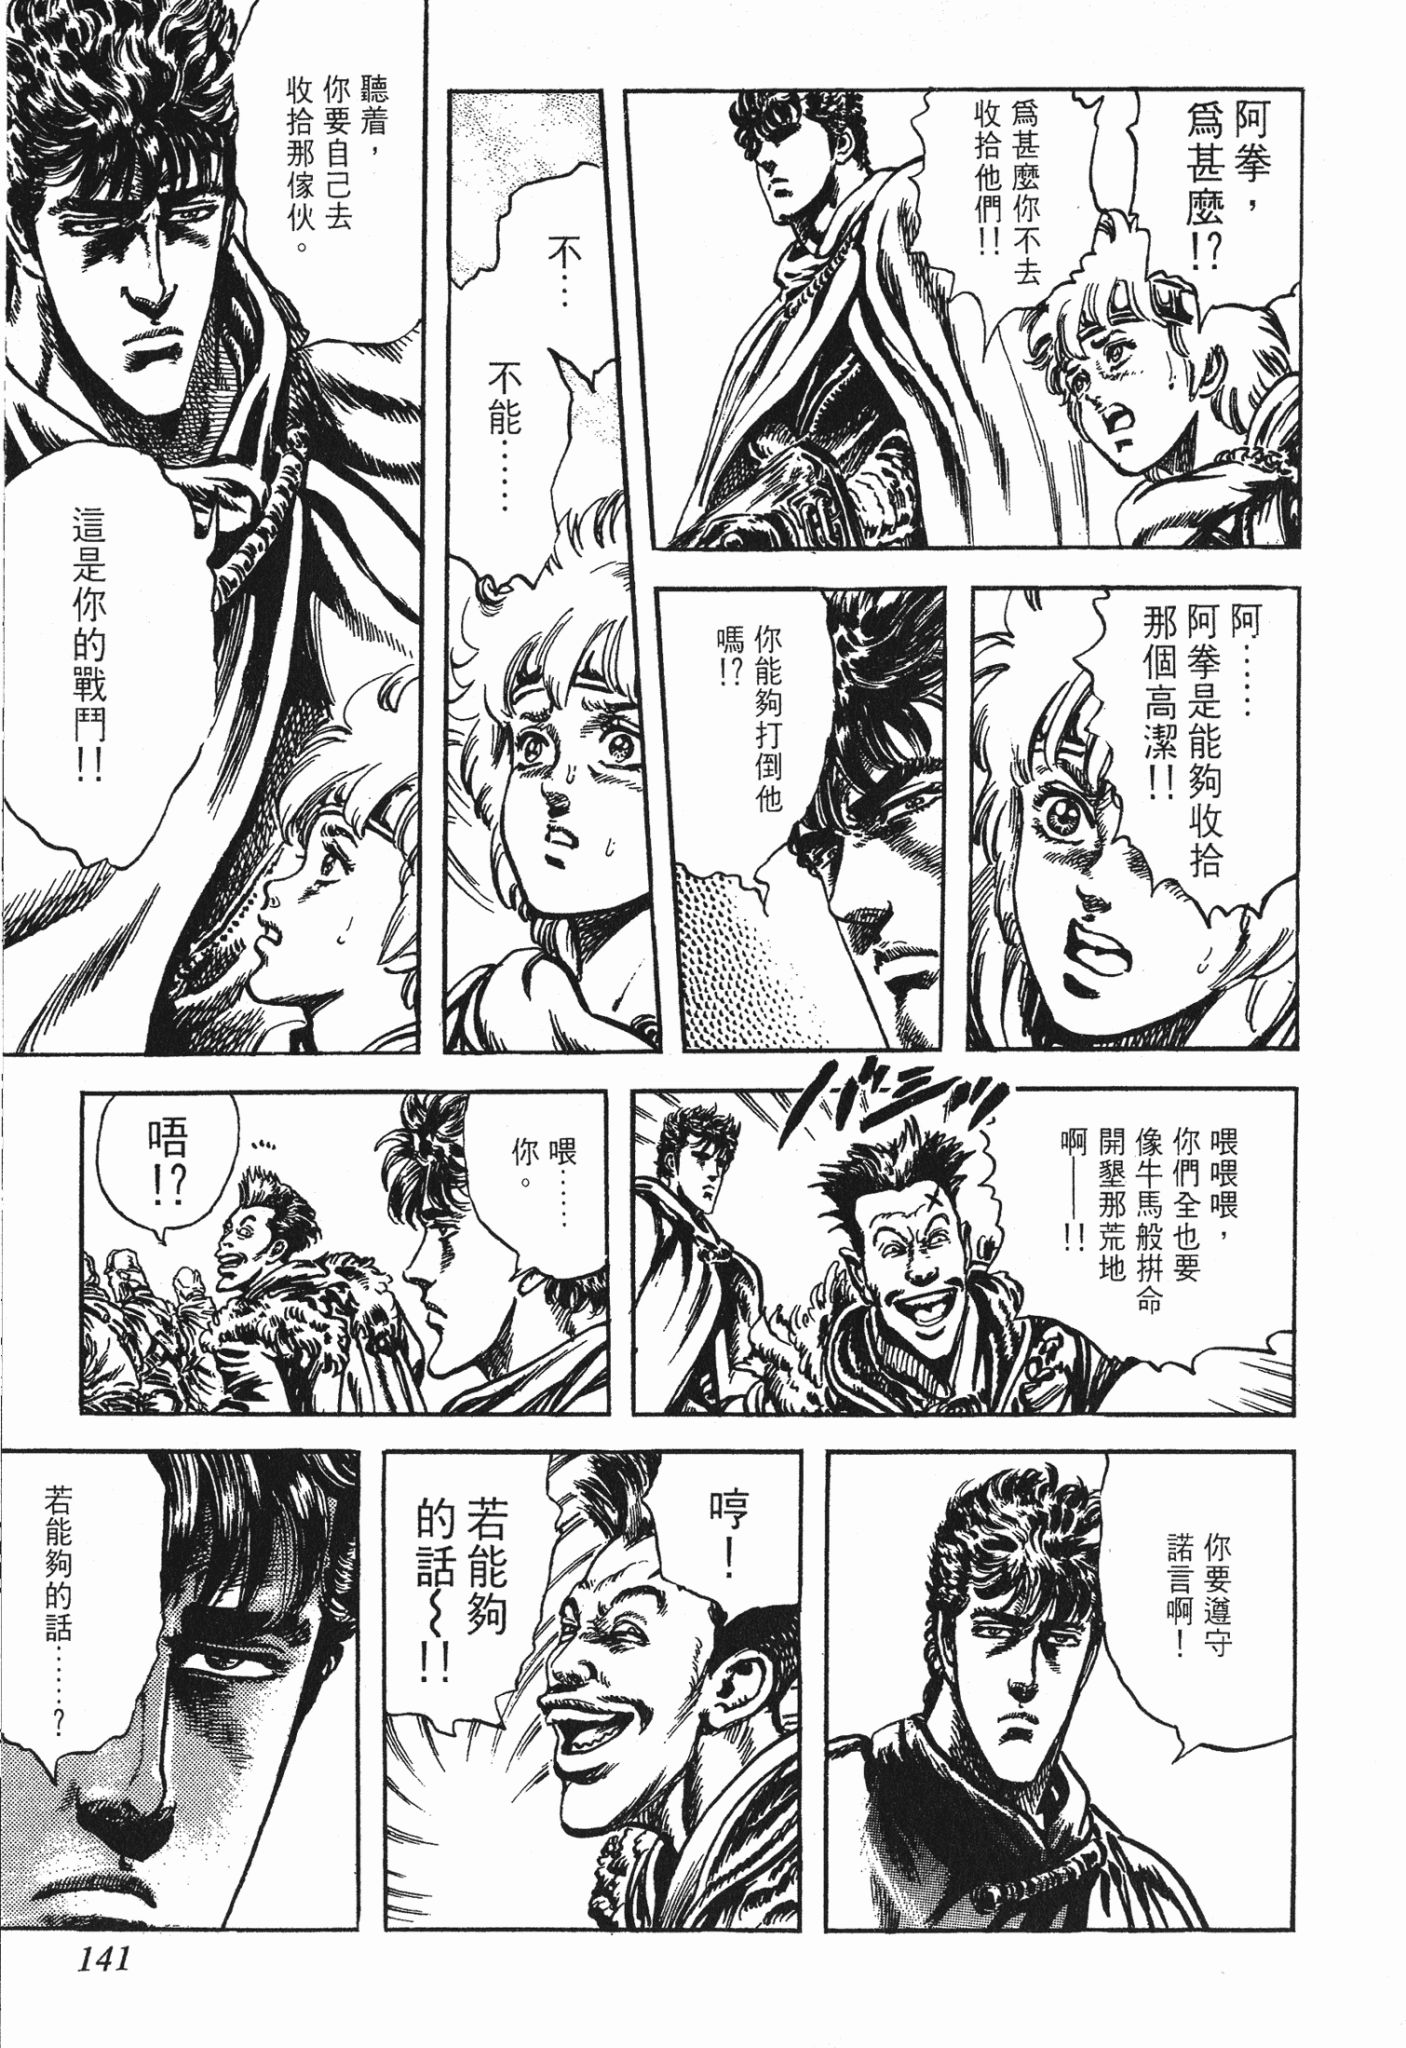 阿拳，
爲甚麼!?
爲甚麼你不去
收拾他們!!
阿……
阿拳是能夠收拾
那個高潔!!
你能夠打倒他
嗎!?
不…
不能……
聽着，
你要自己去
收拾那傢伙。
這是你的戰鬥!!
バシッ
喂喂喂，
你們全也要
像牛馬般拚命
開墾那荒地
啊——!!
喂……
你。
唔!?
你要遵守
諾言啊！
哼！
若能夠
的話～!!
若能夠的話……?
141